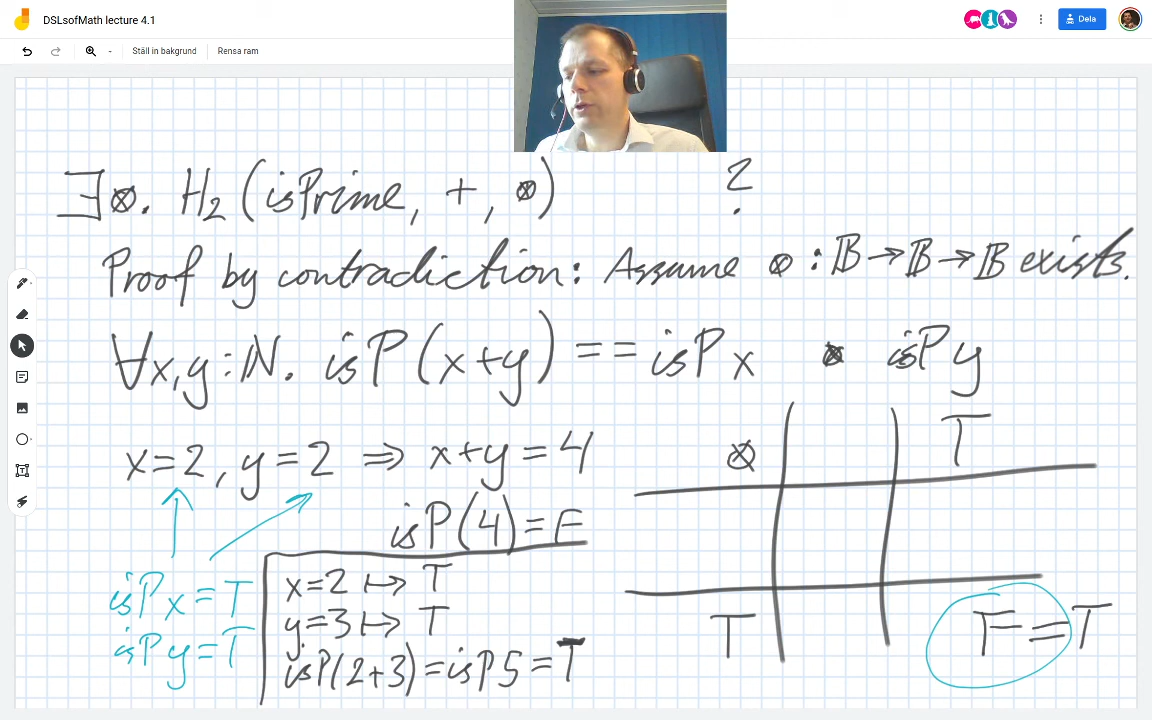 DSLsofMath lecture 4.1
Dela
Ställ in bakgrund Rensa ram
∃⊗. H₂(isPrime, +, ⊗) ?
Proof by contradiction: Assume ⊗ : 𝔹→𝔹→𝔹 exists.
∀x,y:ℕ. isP(x+y) == isP x ⊗ isP y
x=2, y=2 ⇒ x+y=4
isP(4)=F
isP x = T
isP y = T
x=2 ↦ T
y=3 ↦ T
isP(2+3)=isP 5=T
⊗ T
T F=T